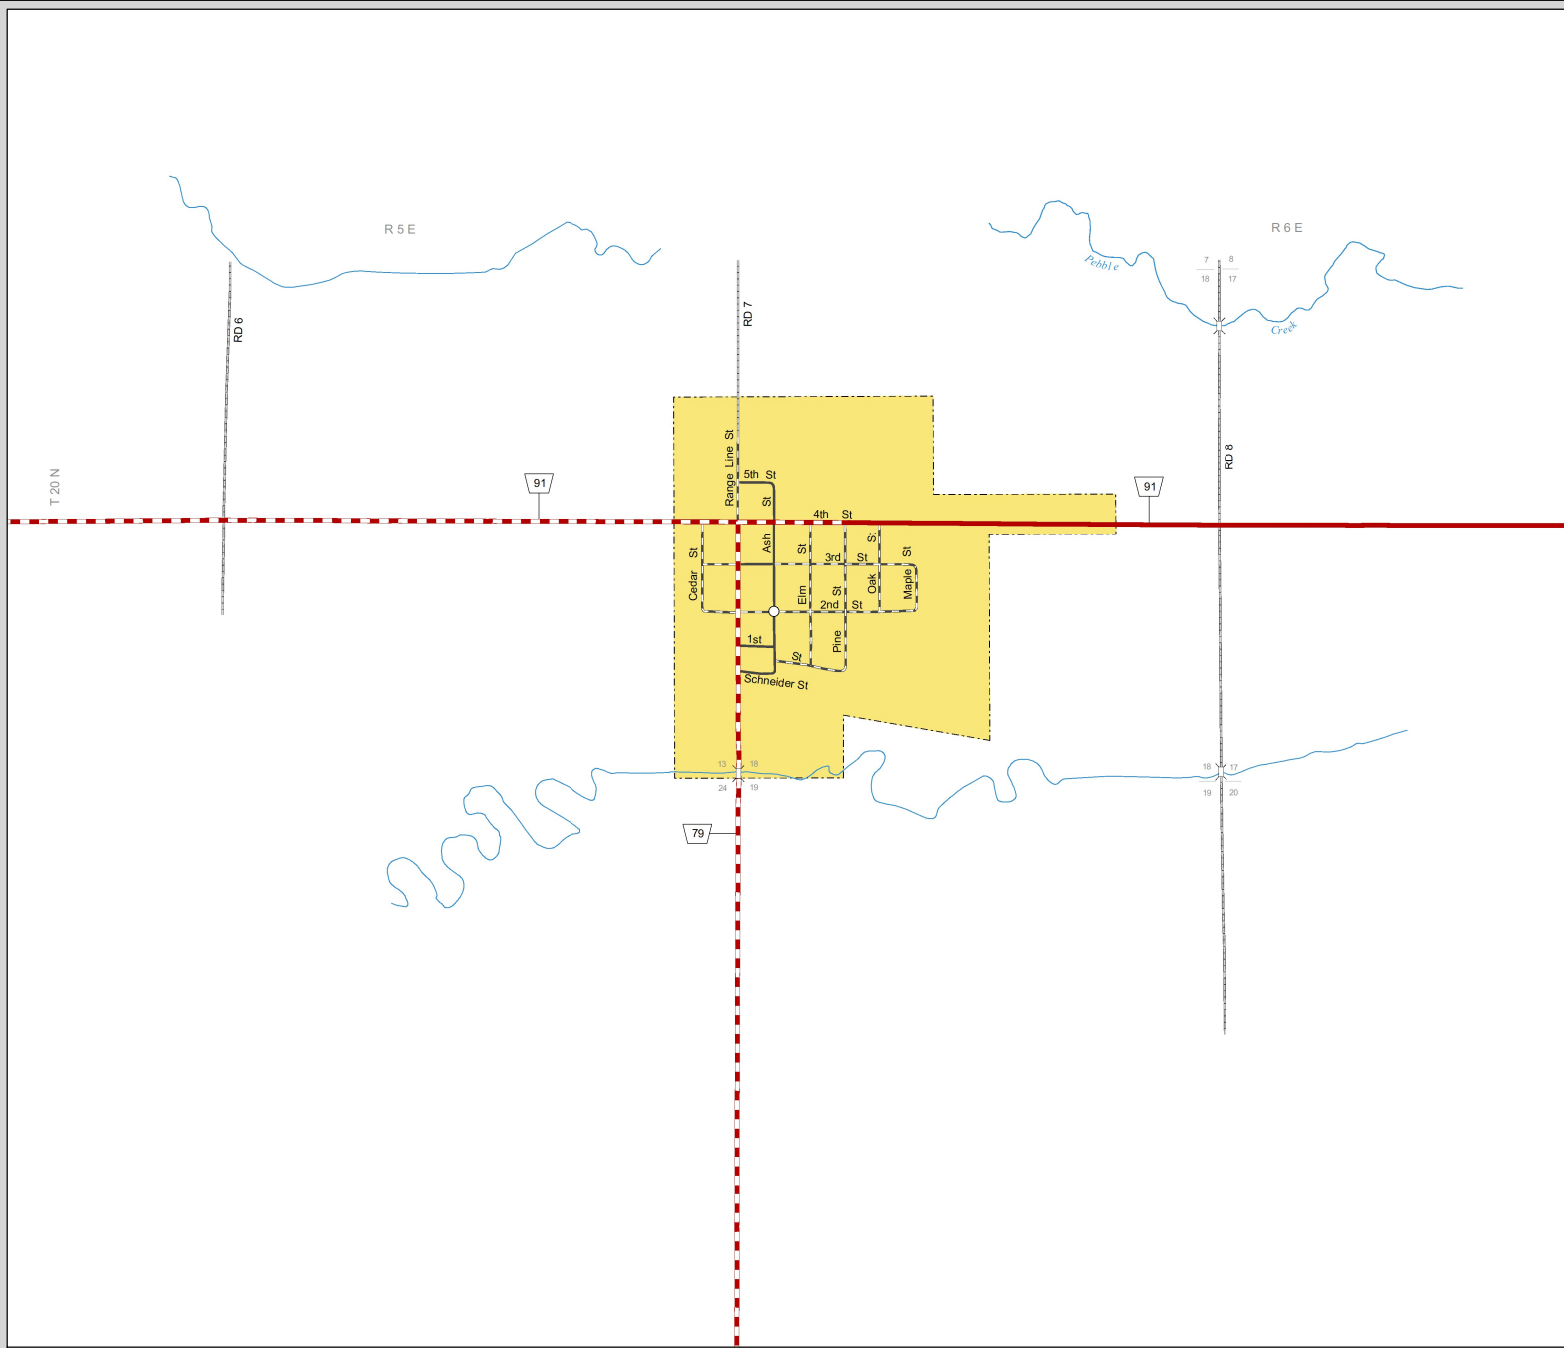 R 5 E
R 6 E
Pebble
7 8
18 17
RD 7
RD 6
Creek
Range Line St
RD 8
T 20 N
5th St
91
91
St
4th St
Ash
St
St
St
3rd St
Cedar
Elm
St
Oak
Maple
2nd St
1st
Pine
St
Schneider St
13 18
24 19
18 17
19 20
79